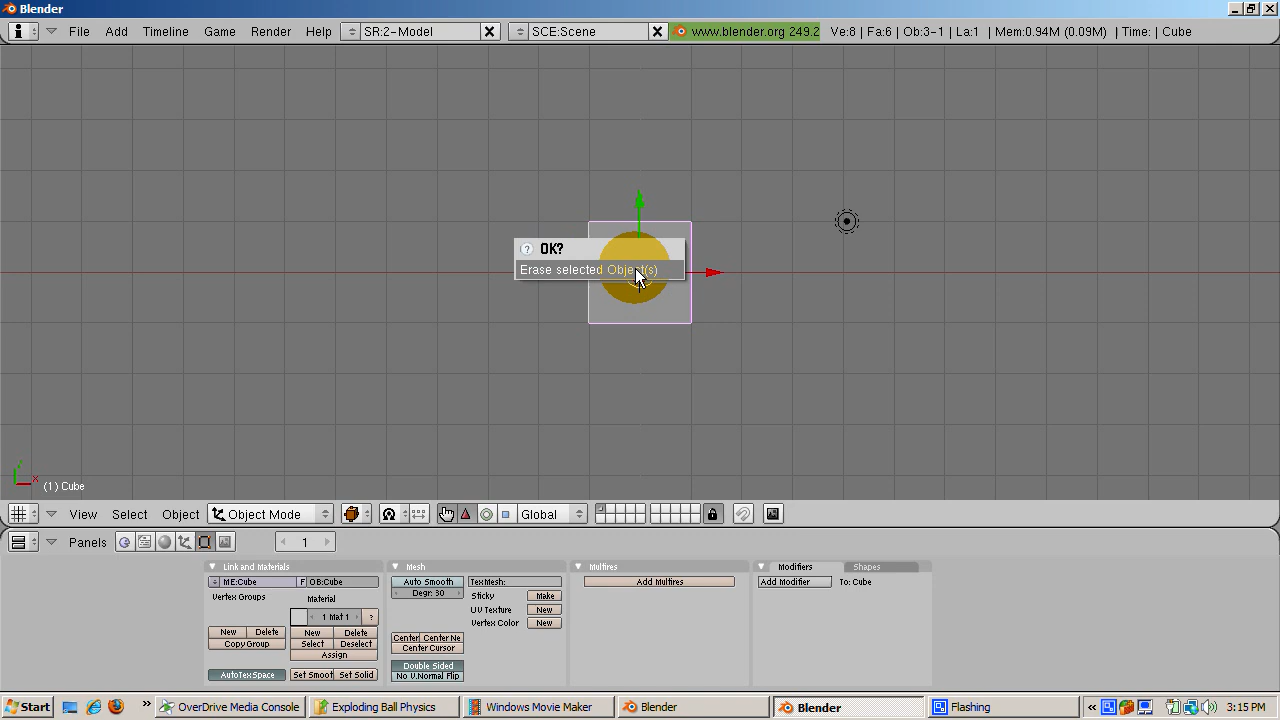 Blender
File Add Timeline Game Render Help SR:2-Model SCE:Scene www.blender.org 249.2 Ve:8 | Fa:6 | Ob:3-1 | La:1 | Mem:0.94M (0.09M) | Time: | Cube
OK?
Erase selected Object(s)
(1) Cube
View Select Object Object Mode Global
Panels 1
Link and Materials Mesh Multires Modifiers Shapes
ME:Cube F OB:Cube Auto Smooth TexMesh: Add Multires Add Modifier To: Cube
Degr: 30
Vertex Groups Material Sticky Make
UV Texture New
1 Mat 1 ? Vertex Color New
New Delete New Delete Center Center Ne
Copy Group Select Deselect Center Cursor
Assign
Double Sided
AutoTexSpace Set Smoot Set Solid No V.Normal Flip
Start » OverDrive Media Console Exploding Ball Physics Windows Movie Maker Blender Blender Flashing « 3:15 PM